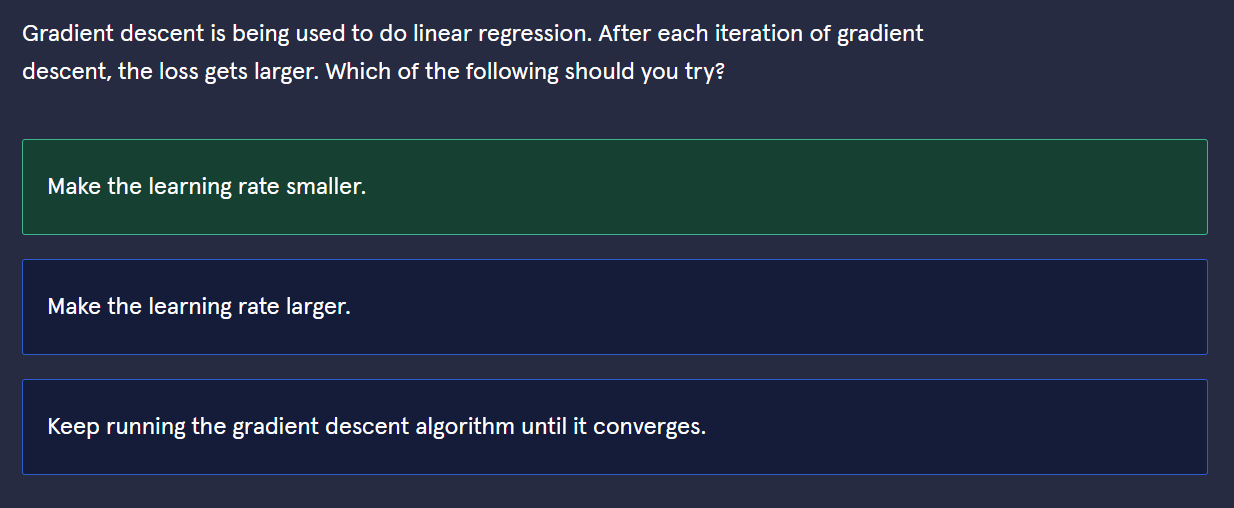 Gradient descent is being used to do linear regression. After each iteration of gradient
descent, the loss gets larger. Which of the following should you try?
Make the learning rate smaller.
Make the learning rate larger.
Keep running the gradient descent algorithm until it converges.